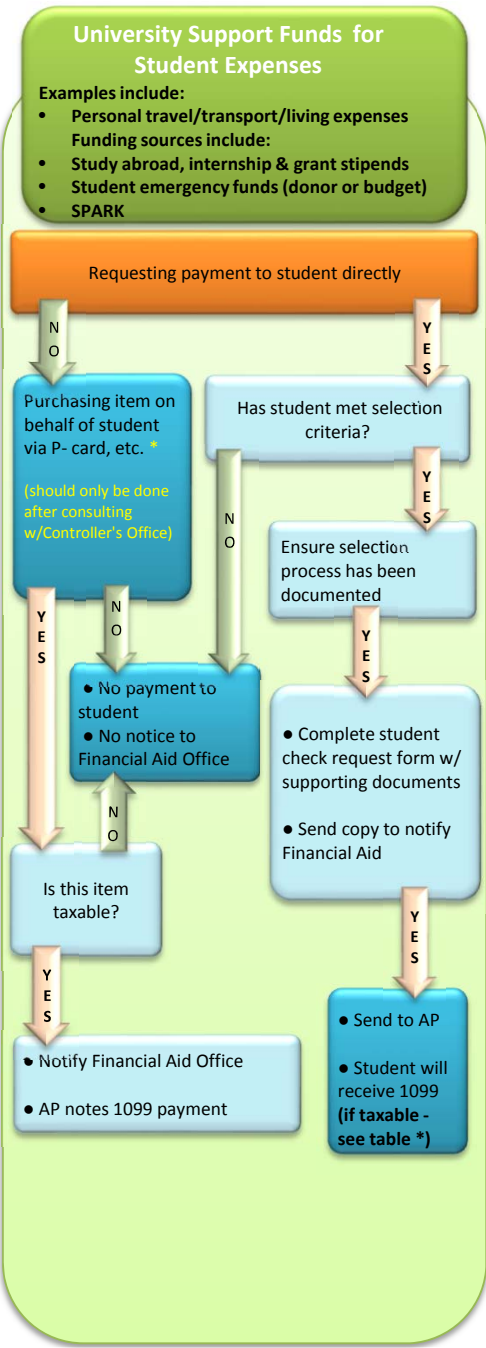 University Support Funds for
Student Expenses
Examples include:
• Personal travel/transport/living expenses
Funding sources include:
• Study abroad, internship & grant stipends
• Student emergency funds (donor or budget)
• SPARK
Requesting payment to student directly
N
O
Y
E
S
Purchasing item on
behalf of student
via P- card, etc. *
(should only be done
after consulting
w/Controller's Office)
Has student met selection
criteria?
N
O
Y
E
S
Ensure selection
process has been
documented
Y
E
S
N
O
Y
E
S
• No payment to
student
• No notice to
Financial Aid Office
• Complete student
check request form w/
supporting documents
• Send copy to notify
Financial Aid
N
O
Is this item
taxable?
Y
E
S
Y
E
S
• Notify Financial Aid Office
• AP notes 1099 payment
• Send to AP
• Student will
receive 1099
(if taxable -
see table *)